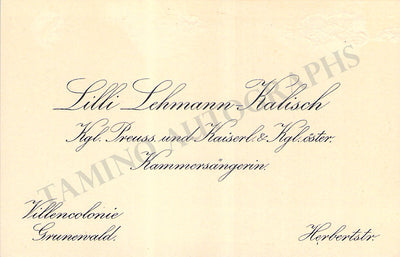 Lilli Lehmann-Kalisch
Kgl. Preuss. und Kaiserl. & Kgl. öster.
Kammersängerin.
Villencolonie
Grunewald.
Herbertstr.
TAMINO AUTOGRAPHS